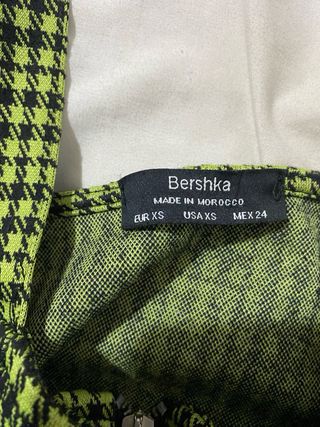 Bershka
MADE IN MOROCCO
EUR XS USA XS MEX 24